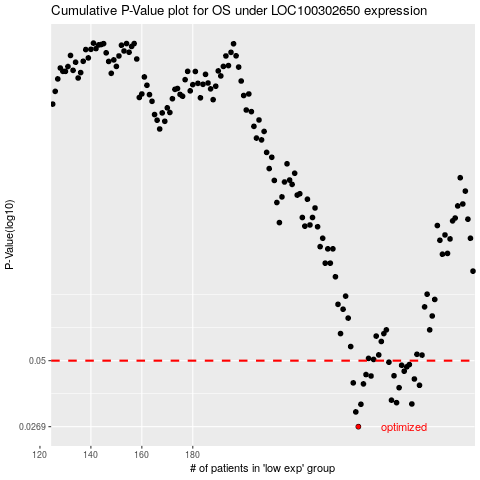 Cumulative P-Value plot for OS under LOC100302650 expression
P-Value(log10)
0.05
0.0269
optimized
120 140 160 180
# of patients in 'low exp' group